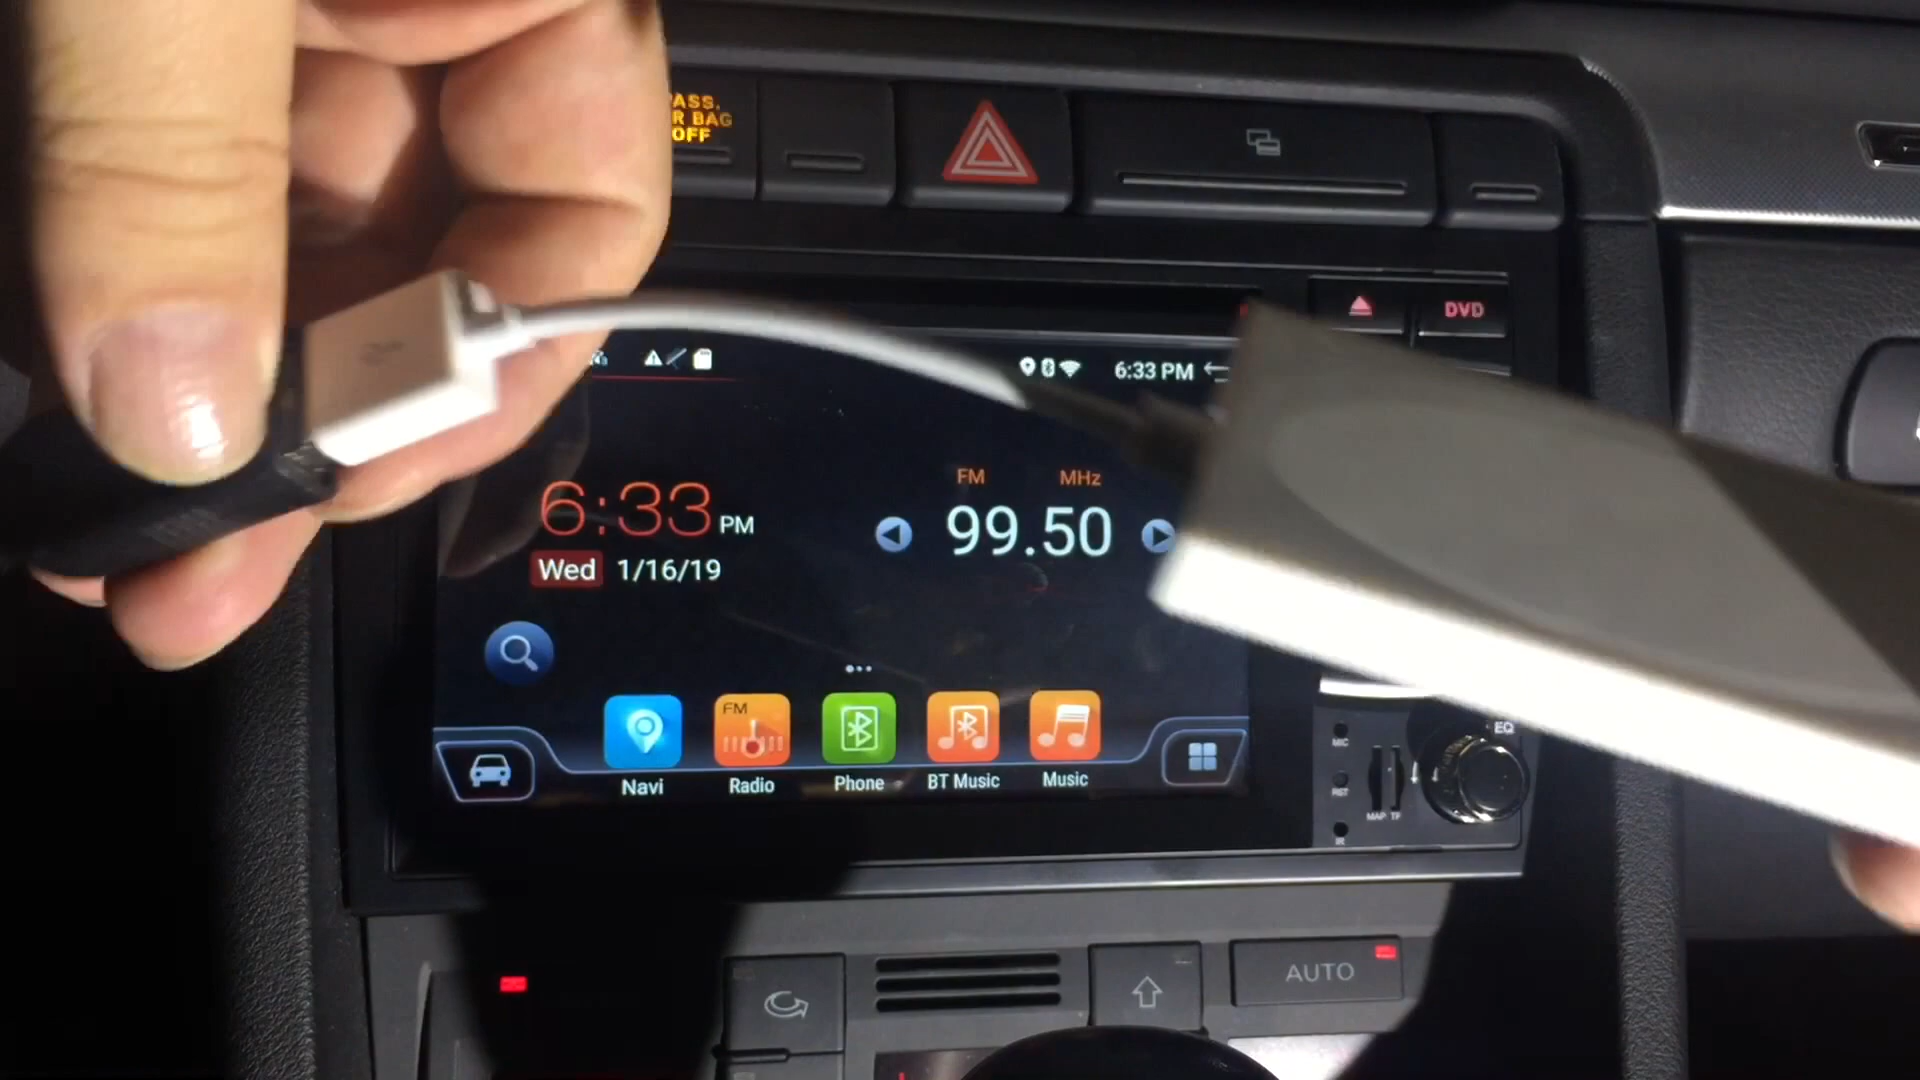 ASS.
R BAG
OFF
DVD
6:33 PM
6:33 PM
Wed 1/16/19
FM MHz
99.50
FM
Navi
Radio
Phone
BT Music
Music
EQ
MIC
RST
MAP TF
IR
AUTO